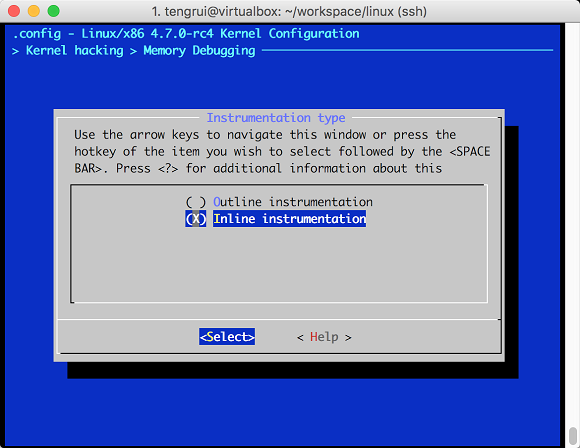 1. tengrui@virtualbox: ~/workspace/linux (ssh)
.config - Linux/x86 4.7.0-rc4 Kernel Configuration
> Kernel hacking > Memory Debugging
Instrumentation type
Use the arrow keys to navigate this window or press the
hotkey of the item you wish to select followed by the <SPACE
BAR>. Press <?> for additional information about this
( ) Outline instrumentation
(X) Inline instrumentation
<Select> < Help >